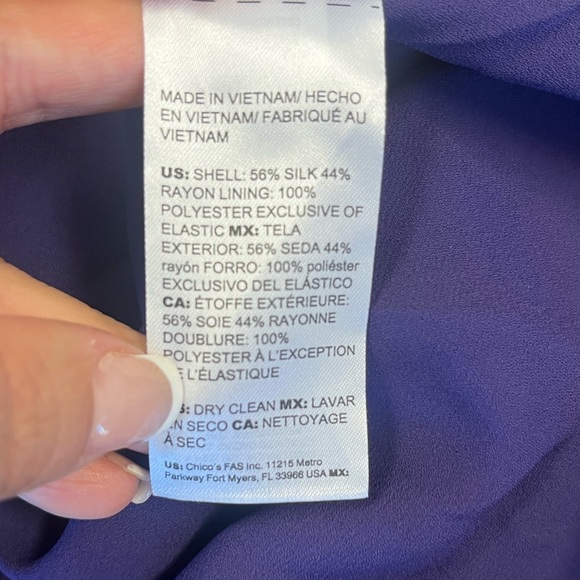 MADE IN VIETNAM/ HECHO
EN VIETNAM/ FABRIQUÉ AU
VIETNAM
US: SHELL: 56% SILK 44%
RAYON LINING: 100%
POLYESTER EXCLUSIVE OF
ELASTIC MX: TELA
EXTERIOR: 56% SEDA 44%
rayón FORRO: 100% poliéster
EXCLUSIVO DEL ELÁSTICO
CA: ÉTOFFE EXTÉRIEURE:
56% SOIE 44% RAYONNE
DOUBLURE: 100%
POLYESTER À L'EXCEPTION
L'ÉLASTIQUE
DRY CLEAN MX: LAVAR
SECO CA: NETTOYAGE
À SEC
US: Chico's FAS Inc. 11215 Metro
Parkway Fort Myers, FL 33966 USA MX: